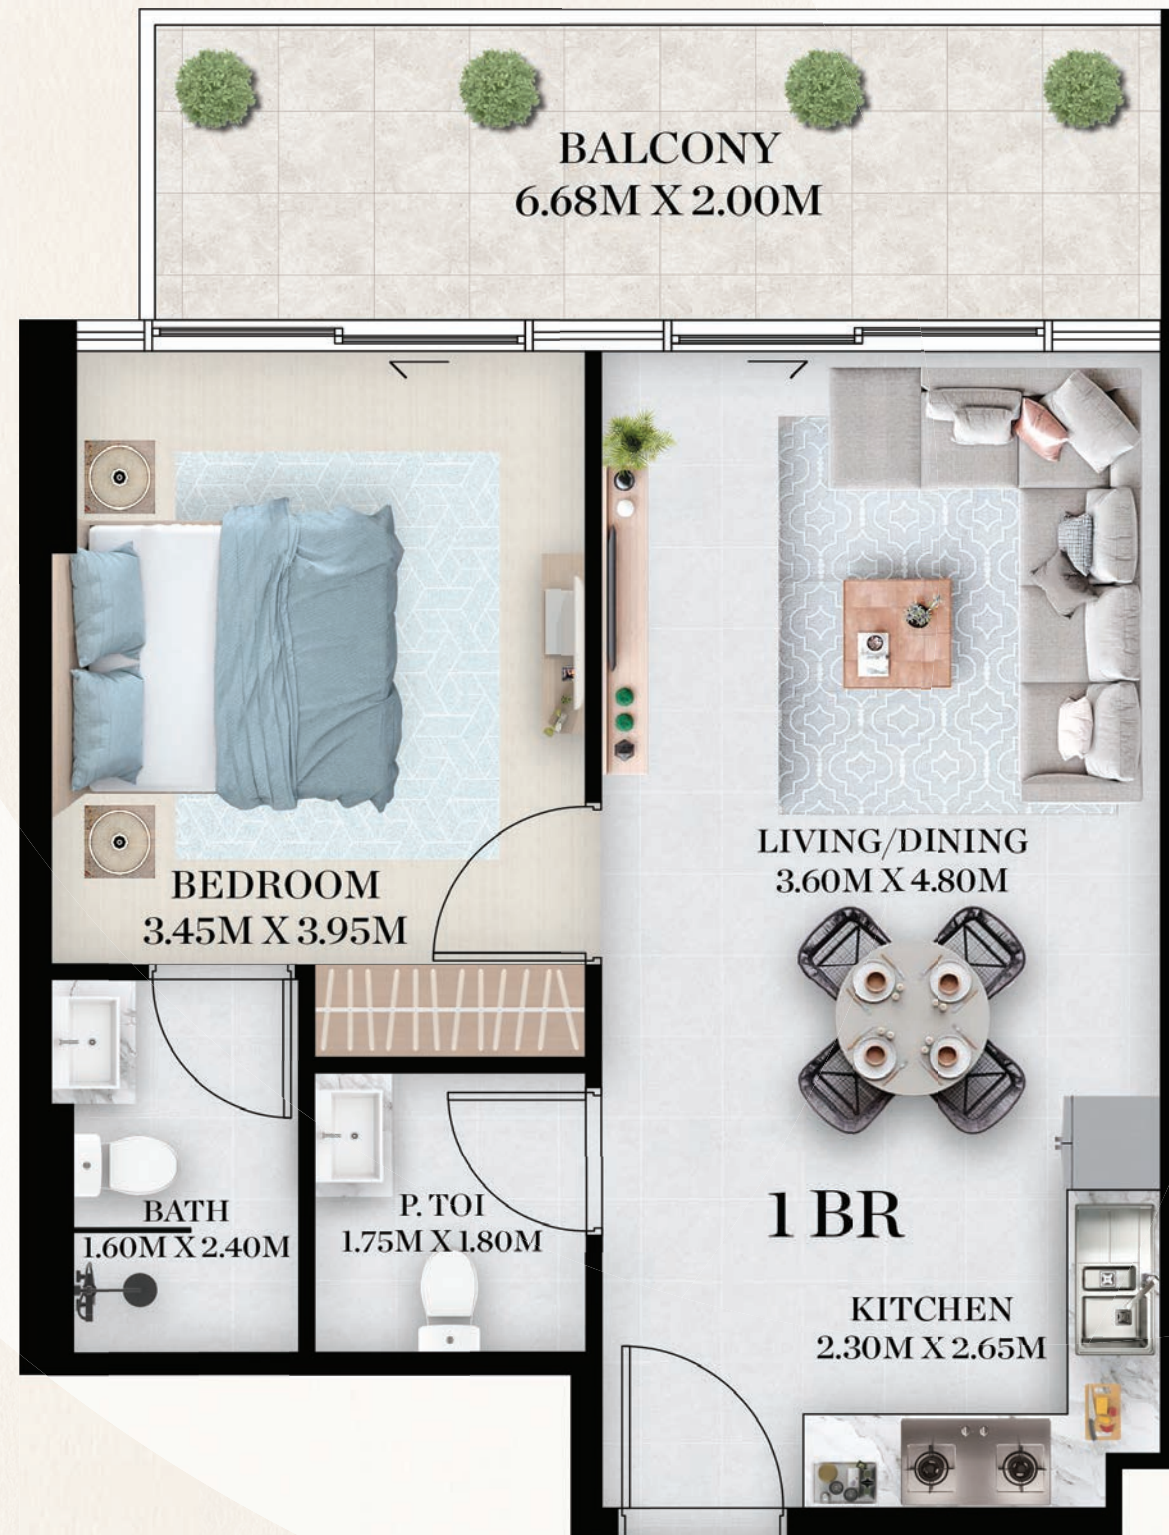 BALCONY
6.68M X 2.00M
LIVING/DINING
3.60M X 4.80M
BEDROOM
3.45M X 3.95M
BATH
1.60M X 2.40M
P. TOI
1.75M X 1.80M
1 BR
KITCHEN
2.30M X 2.65M